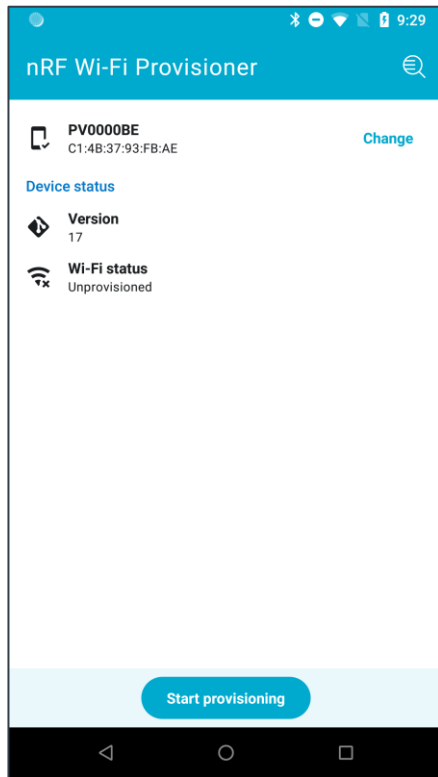 9:29
nRF Wi-Fi Provisioner
PV0000BE
C1:4B:37:93:FB:AE
Change
Device status
Version
17
Wi-Fi status
Unprovisioned
Start provisioning